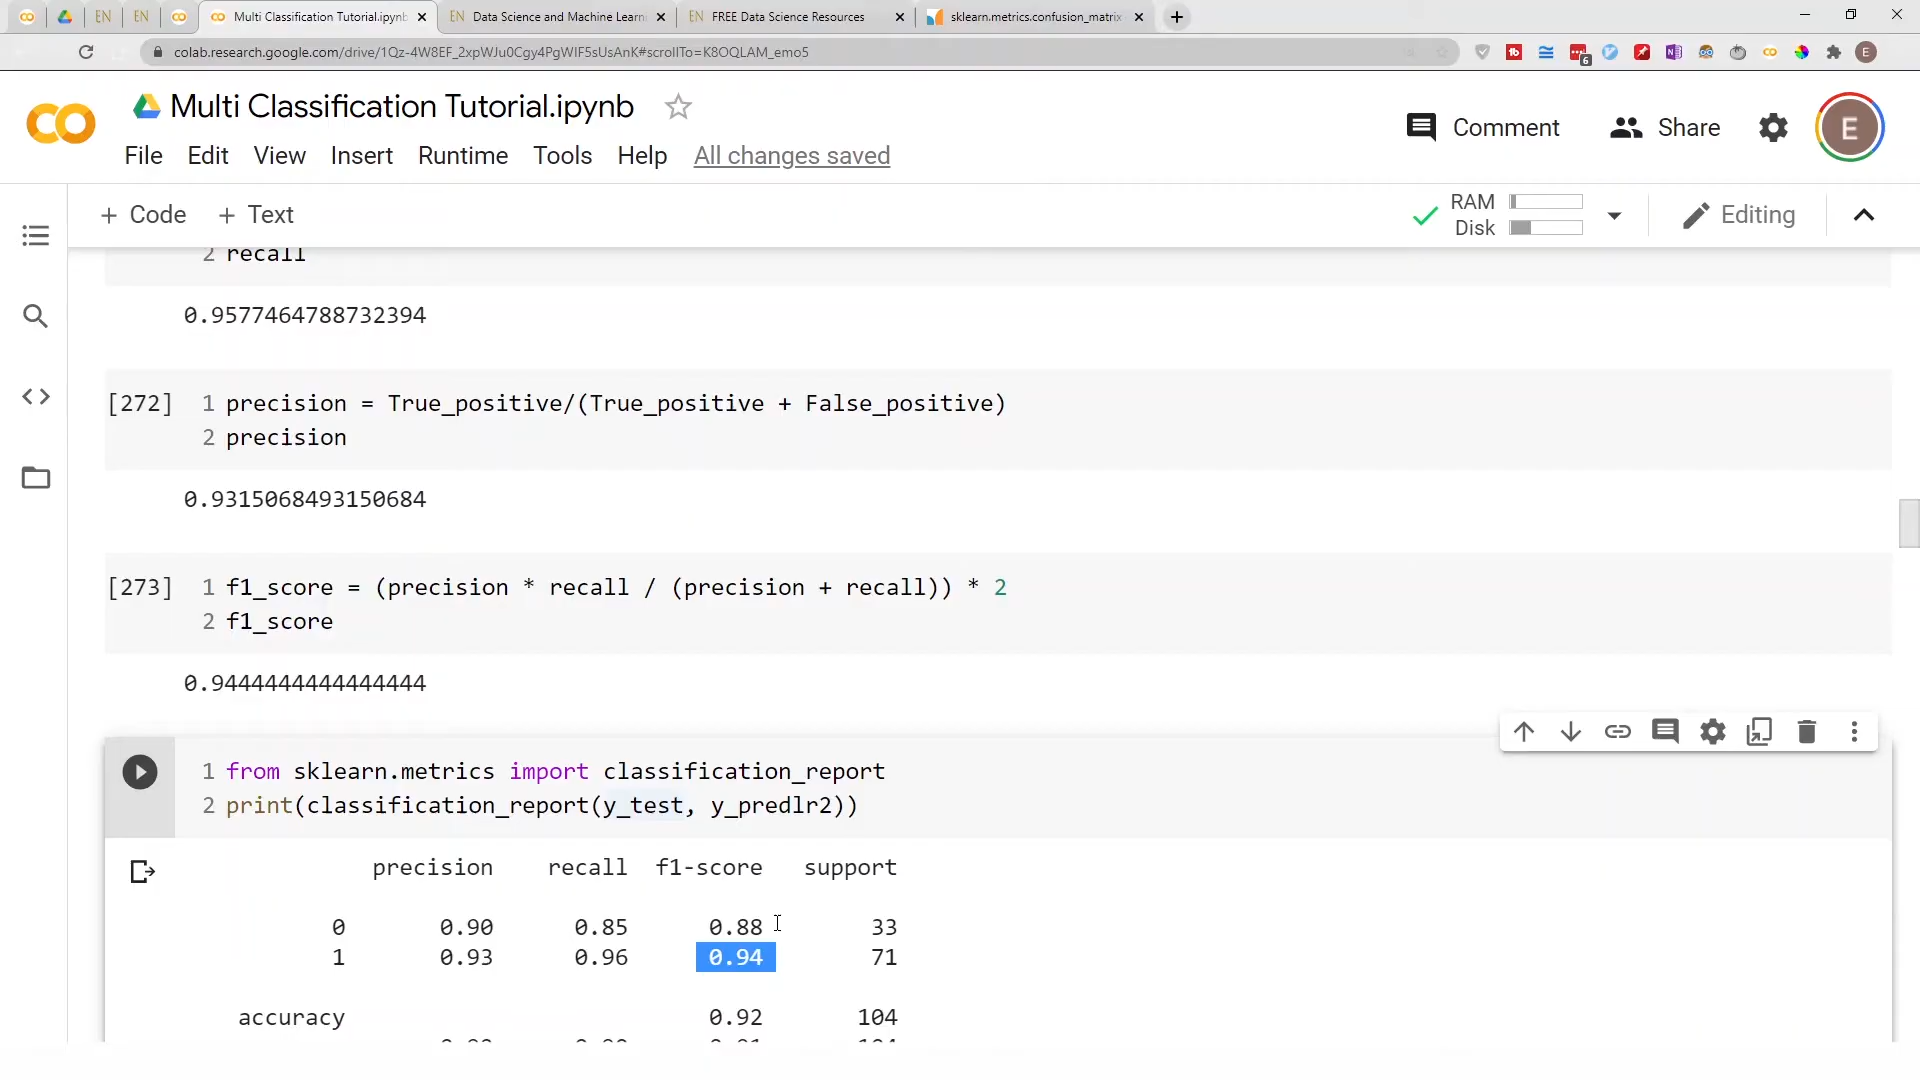 EN
EN
Multi Classification Tutorial.ipynb
EN Data Science and Machine Learn
EN FREE Data Science Resources
sklearn.metrics.confusion_matrix
colab.research.google.com/drive/1Qz-4W8EF_2xpWJu0Cgy4PgWIF5sUsAnK#scrollTo=K8OQLAM_emo5
6
E
CO
Multi Classification Tutorial.ipynb
Comment
Share
E
File Edit View Insert Runtime Tools Help All changes saved
+ Code + Text
RAM
Disk
Editing
2 recall
0.9577464788732394
[272] 1 precision = True_positive/(True_positive + False_positive)
2 precision
0.9315068493150684
[273] 1 f1_score = (precision * recall / (precision + recall)) * 2
2 f1_score
0.9444444444444444
1 from sklearn.metrics import classification_report
2 print(classification_report(y_test, y_predlr2))
precision recall f1-score support
0 0.90 0.85 0.88 33
1 0.93 0.96 0.94 71
accuracy 0.92 104